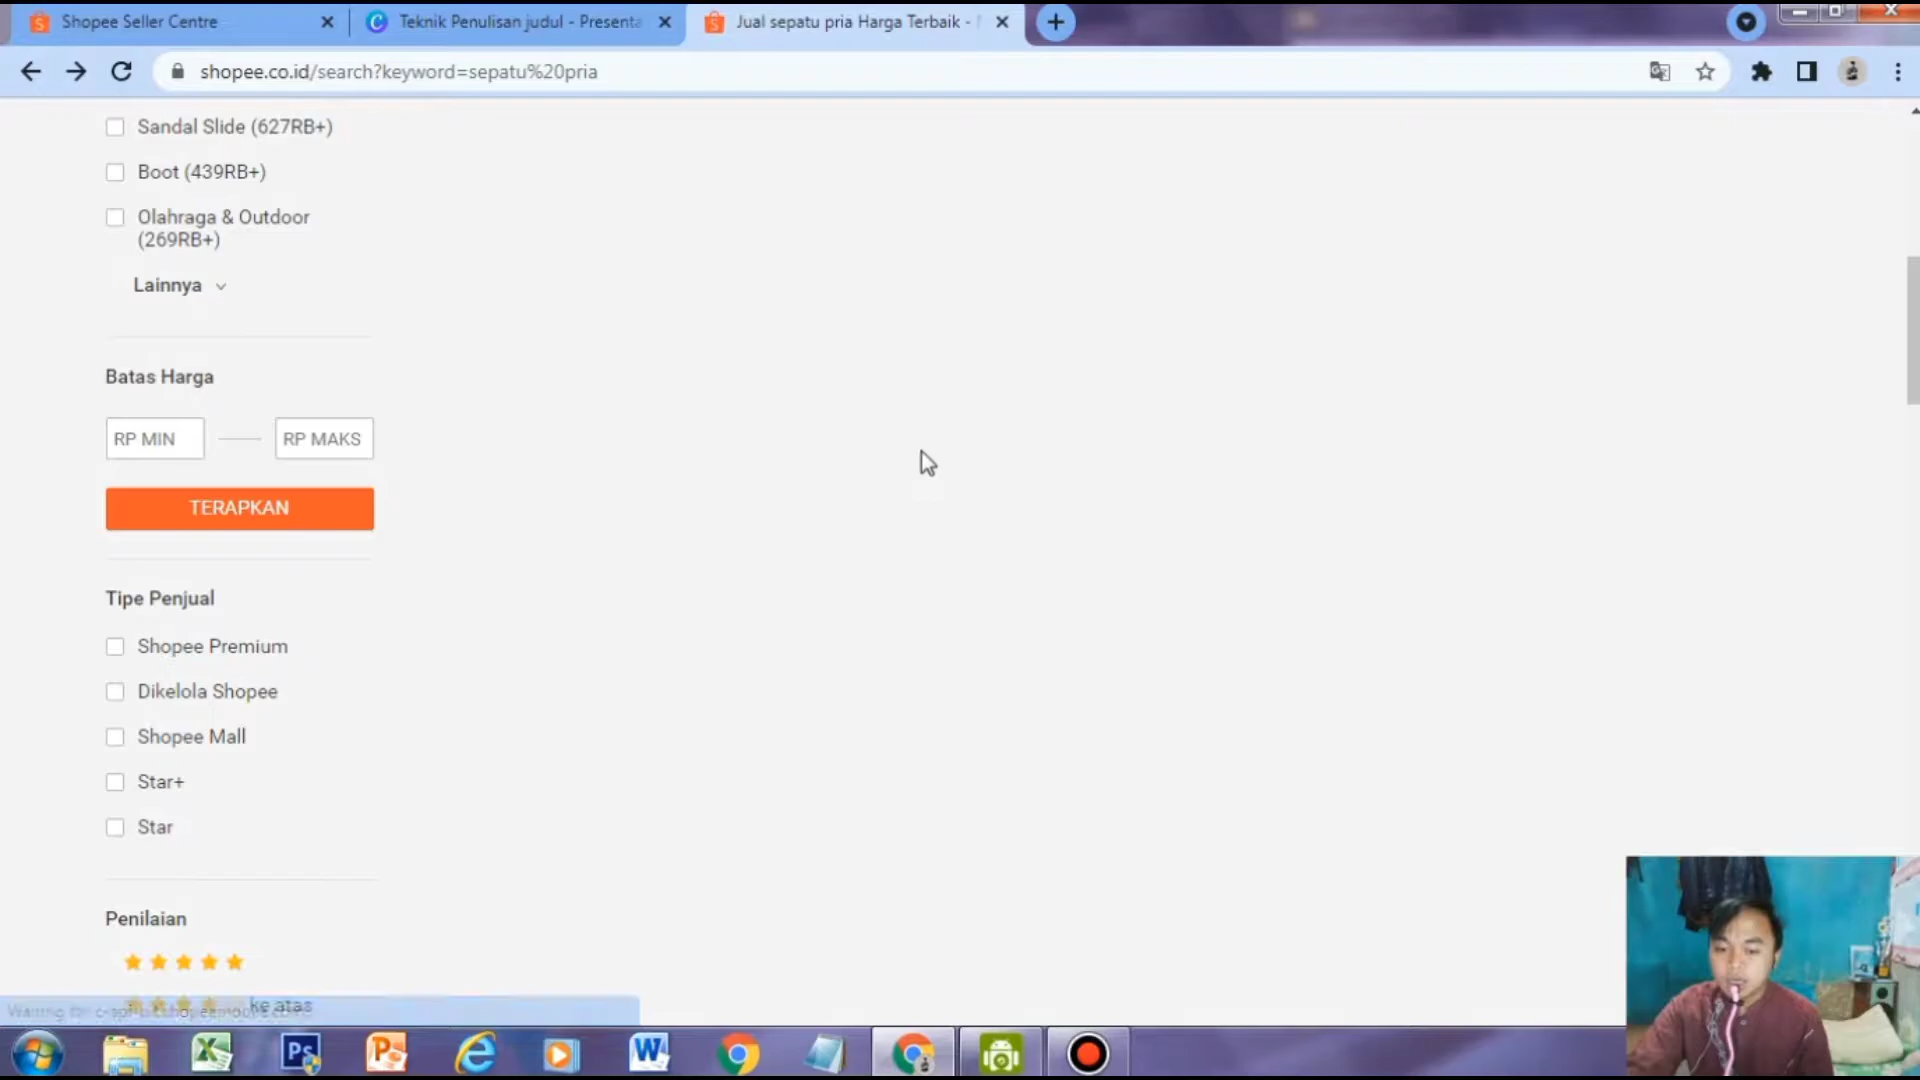 Shopee Seller Centre
Teknik Penulisan judul - Presenta
Jual sepatu pria Harga Terbaik -
shopee.co.id/search?keyword=sepatu%20pria
Sandal Slide (627RB+)
Boot (439RB+)
Olahraga & Outdoor
(269RB+)
Lainnya
Batas Harga
RP MIN
RP MAKS
TERAPKAN
Tipe Penjual
Shopee Premium
Dikelola Shopee
Shopee Mall
Star+
Star
Penilaian
ke atas
Waiting for